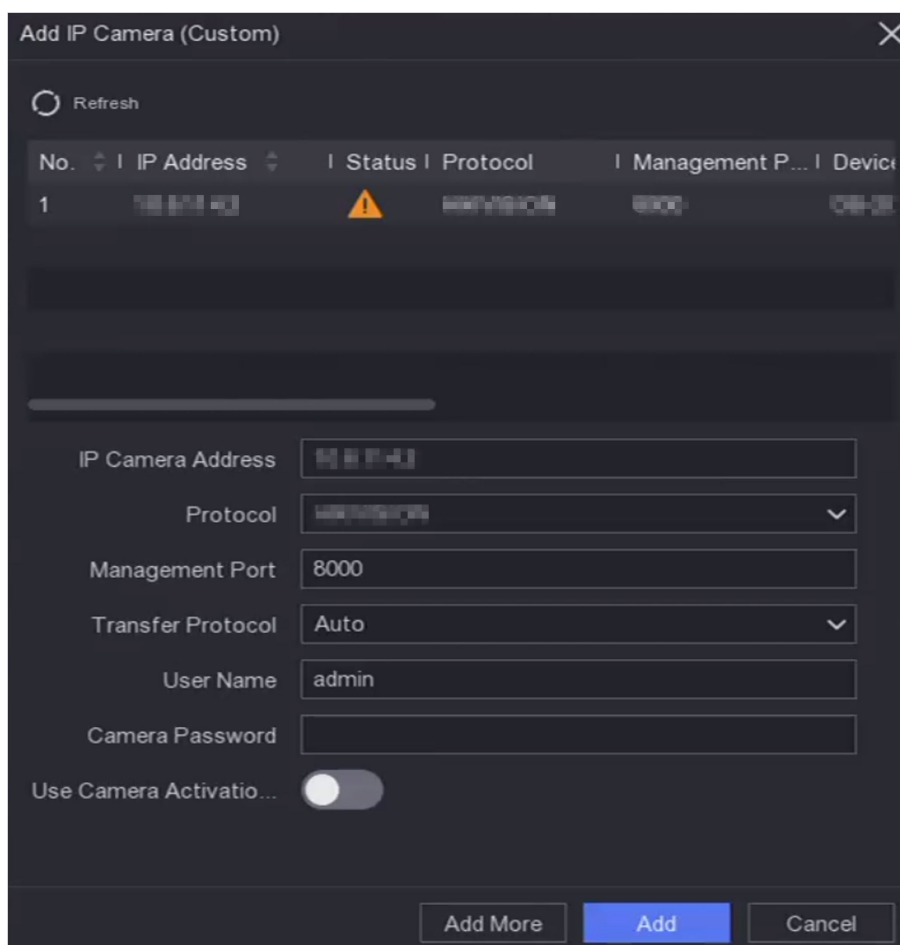 Add IP Camera (Custom)
Refresh
No. IP Address Status Protocol Management P... Device
1
IP Camera Address
Protocol
Management Port 8000
Transfer Protocol Auto
User Name admin
Camera Password
Use Camera Activatio...
Add More Add Cancel